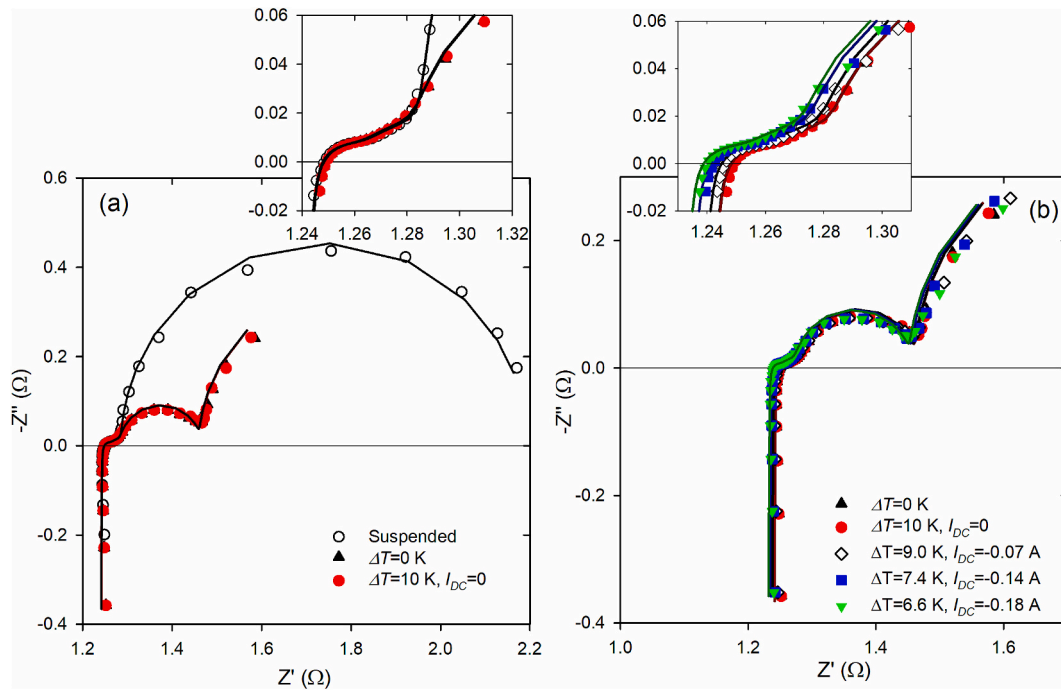 0.06
0.04
0.02
0.00
-0.02
1.24 1.26 1.28 1.30 1.32
(a)
0.6
0.4
0.2
0.0
-0.2
-0.4
-Z'' (Ω)
Suspended
ΔT=0 K
ΔT=10 K, IDC=0
1.2 1.4 1.6 1.8 2.0 2.2
Z' (Ω)
0.06
0.04
0.02
0.00
-0.02
1.24 1.26 1.28 1.30
(b)
0.2
0.0
-0.2
-0.4
-Z'' (Ω)
ΔT=0 K
ΔT=10 K, IDC=0
ΔT=9.0 K, IDC=-0.07 A
ΔT=7.4 K, IDC=-0.14 A
ΔT=6.6 K, IDC=-0.18 A
1.0 1.2 1.4 1.6
Z' (Ω)